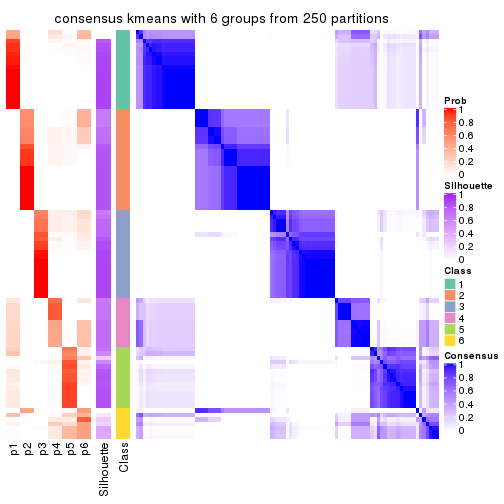 consensus kmeans with 6 groups from 250 partitions
Prob
1
0.8
0.6
0.4
0.2
0
Silhouette
1
0.8
0.6
0.4
0.2
0
Class
1
2
3
4
5
6
Consensus
1
0.8
0.6
0.4
0.2
0
p1
p2
p3
p4
p5
p6
Silhouette
Class